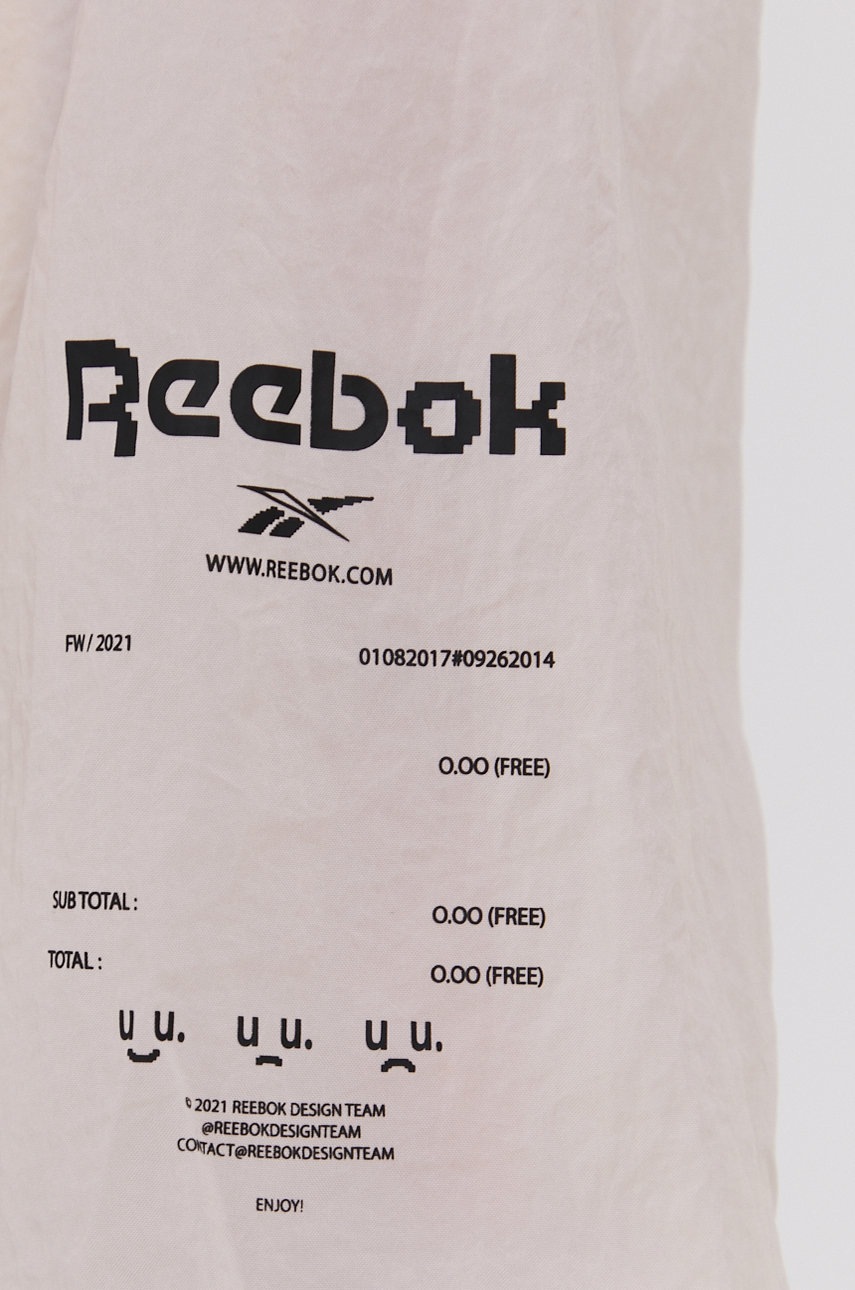 Reebok
WWW.REEBOK.COM
FW / 2021 01082017#09262014
0.00 (FREE)
SUB TOTAL : 0.00 (FREE)
TOTAL : 0.00 (FREE)
u u. u u. u u.
© 2021 REEBOK DESIGN TEAM
@REEBOKDESIGNTEAM
CONTACT@REEBOKDESIGNTEAM
ENJOY!